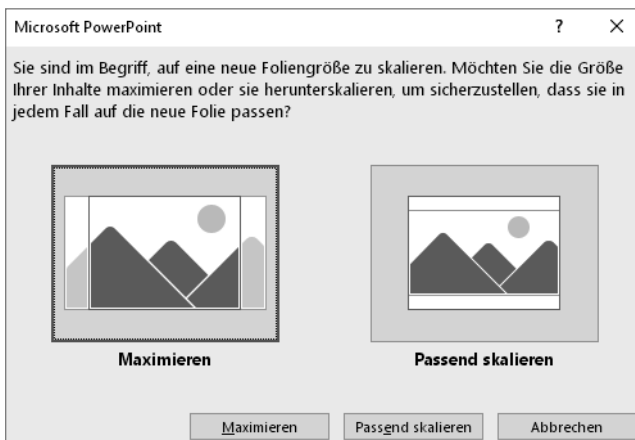 Microsoft PowerPoint ? ×
Sie sind im Begriff, auf eine neue Foliengröße zu skalieren. Möchten Sie die Größe
Ihrer Inhalte maximieren oder sie herunterskalieren, um sicherzustellen, dass sie in
jedem Fall auf die neue Folie passen?
Maximieren Passend skalieren
Maximieren Passend skalieren Abbrechen